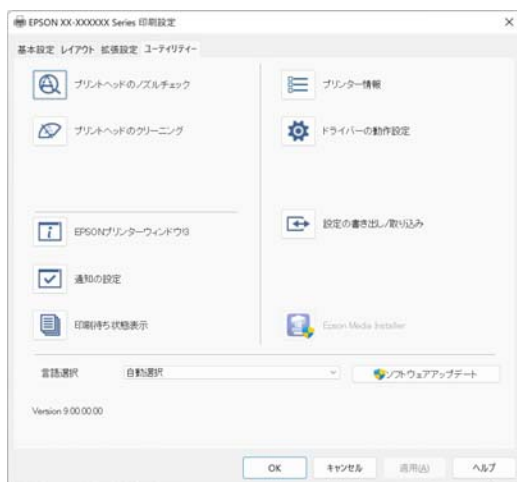 EPSON XX-XXXXXX Series 印刷設定
基本設定 レイアウト 拡張設定 ユーティリティー
プリントヘッドのノズルチェック
プリントヘッドのクリーニング
EPSONプリンターウィンドウ!3
通知の設定
印刷待ち状態表示
プリンター情報
ドライバーの動作設定
設定の書き出し/取り込み
Epson Media Installer
言語選択 自動選択 ソフトウェアアップデート
Version 9.00.00.00
OK キャンセル 適用(A) ヘルプ